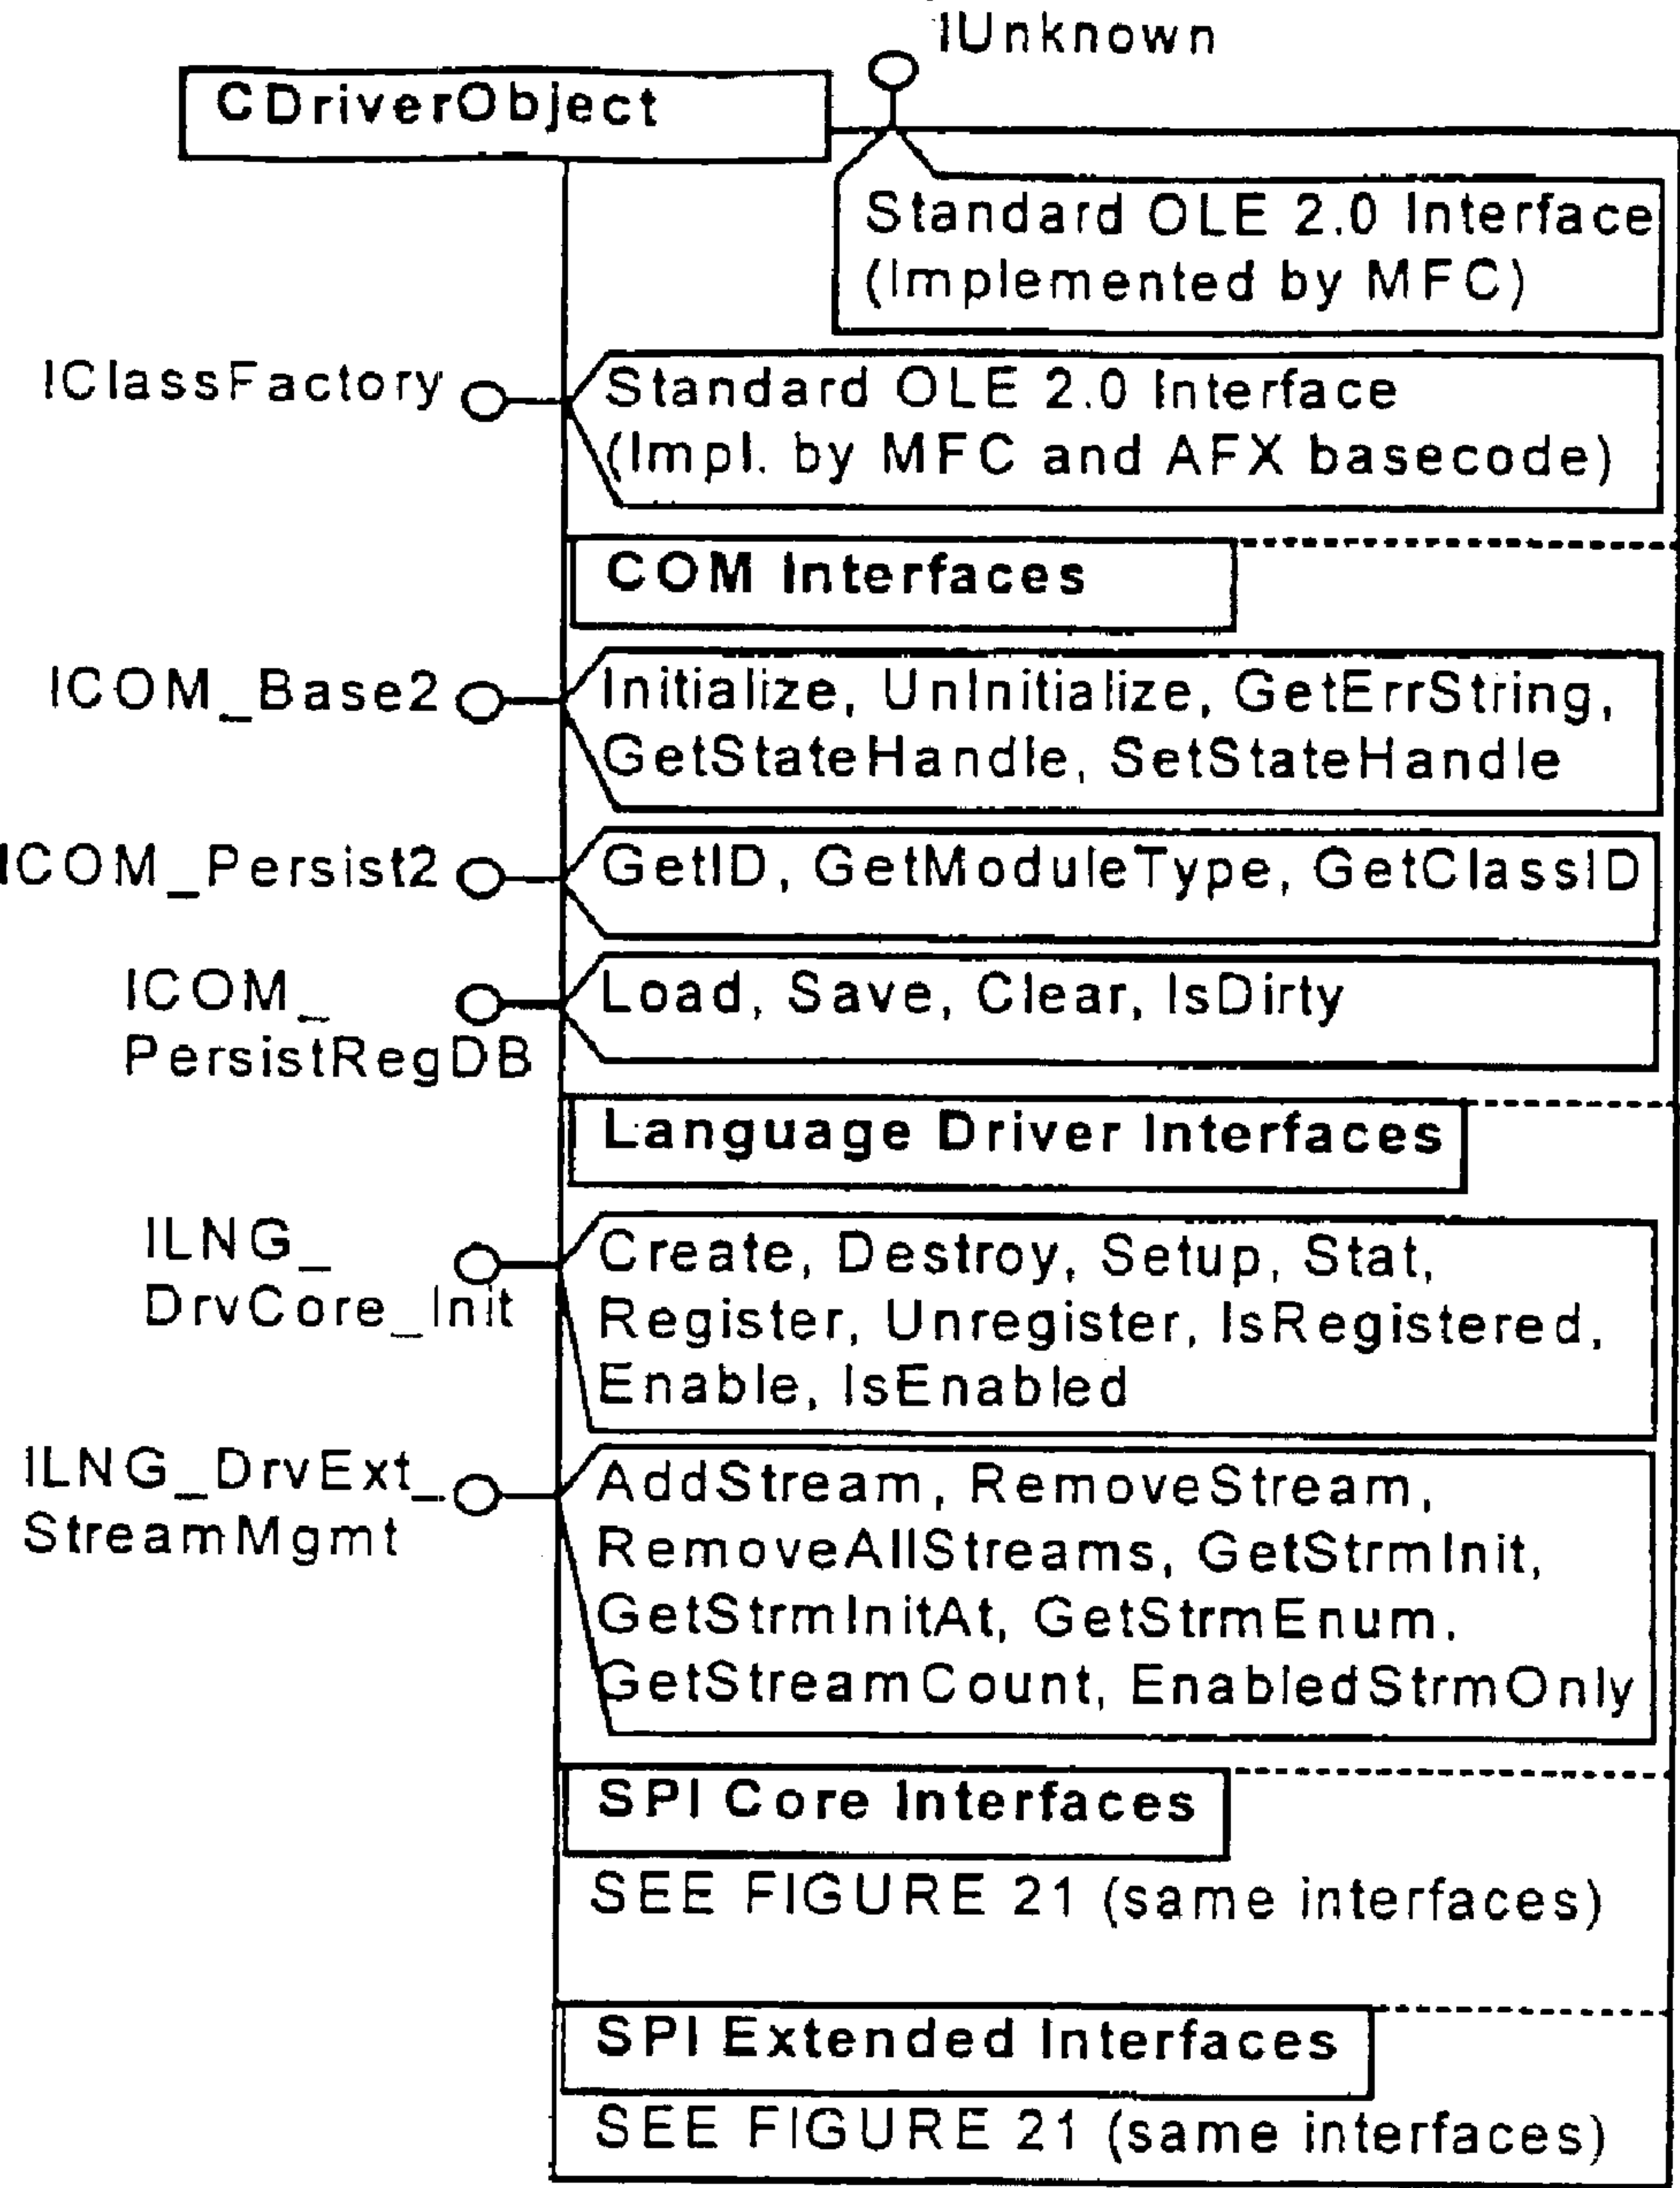 IUnknown
CDriverObject
Standard OLE 2.0 Interface
(Implemented by MFC)
IClassFactory
Standard OLE 2.0 Interface
(Impl. by MFC and AFX basecode)
COM Interfaces
ICOM_Base2
Initialize, UnInitialize, GetErrString,
GetStateHandle, SetStateHandle
ICOM_Persist2
GetID, GetModuleType, GetClassID
ICOM_
PersistRegDB
Load, Save, Clear, IsDirty
Language Driver Interfaces
ILNG_
DrvCore_Init
Create, Destroy, Setup, Stat,
Register, Unregister, IsRegistered,
Enable, IsEnabled
ILNG_DrvExt_
StreamMgmt
AddStream, RemoveStream,
RemoveAllStreams, GetStrmInit,
GetStrmInitAt, GetStrmEnum.
GetStreamCount, EnabledStrmOnly
SPI Core Interfaces
SEE FIGURE 21 (same interfaces)
SPI Extended Interfaces
SEE FIGURE 21 (same interfaces)